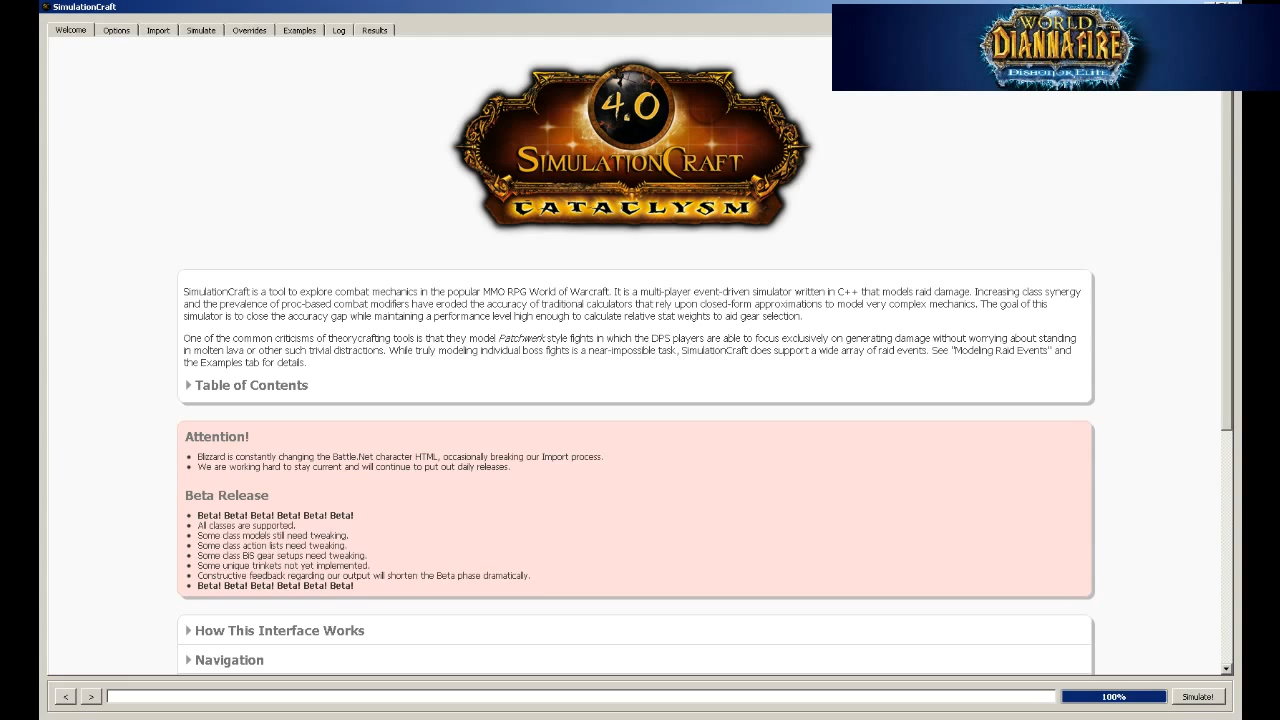 SimulationCraft
Welcome Options Import Simulate Overrides Examples Log Results
WORLD
DIANNAFIRE
DISHONOR ELITE
4.0
SIMULATIONCRAFT
CATACLYSM
SimulationCraft is a tool to explore combat mechanics in the popular MMO RPG World of Warcraft. It is a multi-player event-driven simulator written in C++ that models raid damage. Increasing class synergy
and the prevalence of proc-based combat modifiers have eroded the accuracy of traditional calculators that rely upon closed-form approximations to model very complex mechanics. The goal of this
simulator is to close the accuracy gap while maintaining a performance level high enough to calculate relative stat weights to aid gear selection.
One of the common criticisms of theorycrafting tools is that they model Patchwerk style fights in which the DPS players are able to focus exclusively on generating damage without worrying about standing
in molten lava or other such trivial distractions. While truly modeling individual boss fights is a near-impossible task, SimulationCraft does support a wide array of raid events. See "Modeling Raid Events" and
the Examples tab for details.
Table of Contents
Attention!
• Blizzard is constantly changing the Battle.Net character HTML, occasionally breaking our Import process.
• We are working hard to stay current and will continue to put out daily releases.
Beta Release
• Beta! Beta! Beta! Beta! Beta! Beta!
• All classes are supported.
• Some class models still need tweaking.
• Some class action lists need tweaking.
• Some class BiS gear setups need tweaking.
• Some unique trinkets not yet implemented.
• Constructive feedback regarding our output will shorten the Beta phase dramatically.
• Beta! Beta! Beta! Beta! Beta! Beta!
How This Interface Works
Navigation
< > 100% Simulate!